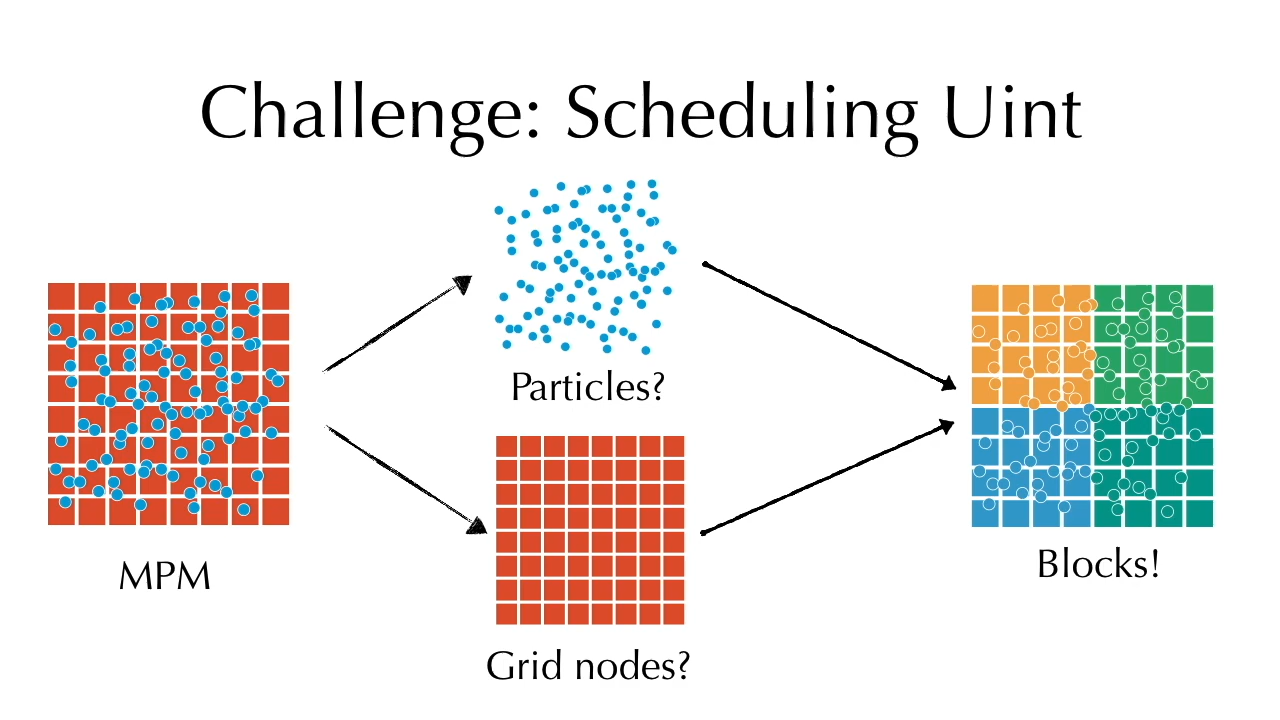 Challenge: Scheduling Uint
Particles?
MPM
Blocks!
Grid nodes?